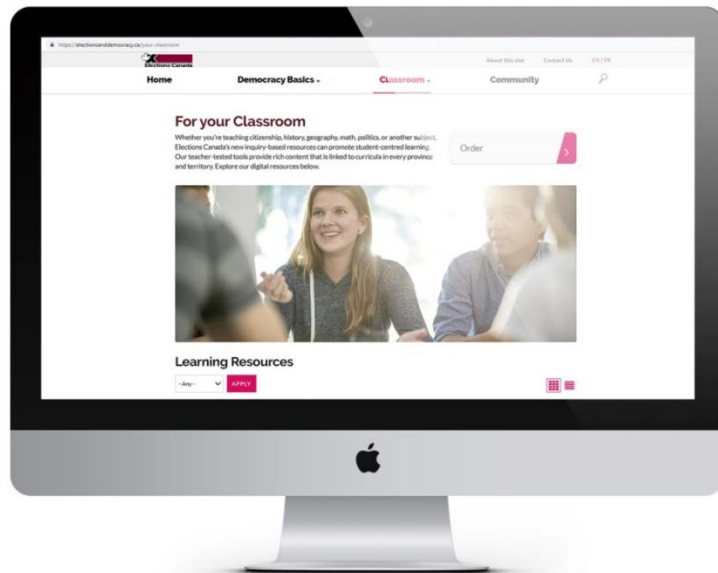 https://electionsanddemocracy.ca/your-classroom
Elections Canada
About this site Contact Us EN / FR
Home Democracy Basics Classroom Community
For your Classroom
Whether you're teaching citizenship, history, geography, math, politics, or another subject,
Elections Canada's new inquiry-based resources can promote student-centred learning.
Our teacher-tested tools provide rich content that is linked to curricula in every province
and territory. Explore our digital resources below.
Order
Learning Resources
- Any -
APPLY